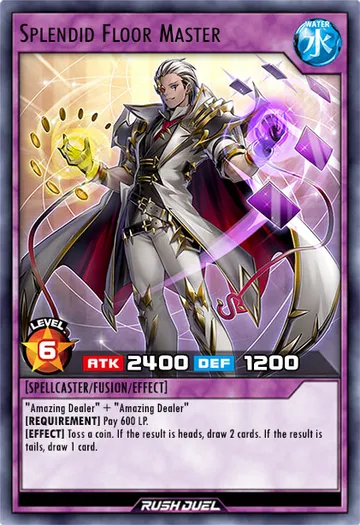 SPLENDID FLOOR MASTER
WATER
水
LEVEL
6
ATK 2400 DEF 1200
[SPELLCASTER/FUSION/EFFECT]
"Amazing Dealer" + "Amazing Dealer"
[REQUIREMENT] Pay 600 LP.
[EFFECT] Toss a coin. If the result is heads, draw 2 cards. If the result is
tails, draw 1 card.
RUSH DUEL